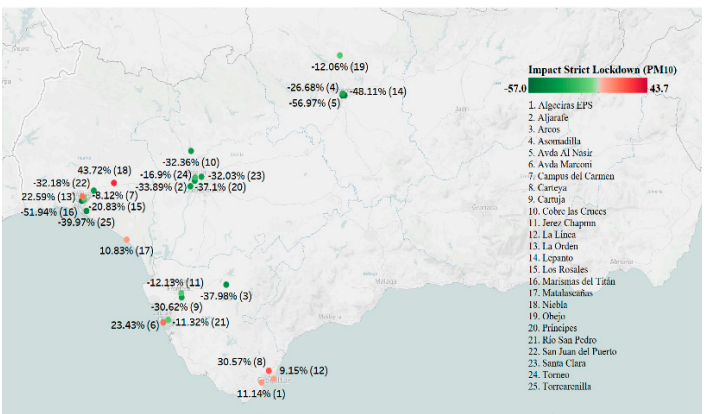 -12.06% (19)
Impact Strict Lockdown (PM10)
-57.0 43.7
-26.68% (4)
-48.11% (14)
-56.97% (5)
1. Algeciras EPS
2. Aljarafe
3. Arcos
4. Asomadilla
5. Avda Al Nasir
6. Avda Marconi
7. Campus del Carmen
8. Carteya
9. Cartuja
10. Cobre las Cruces
11. Jerez Chapmn
12. La Línea
13. La Orden
14. Lepanto
15. Los Rosales
16. Marismas del Titán
17. Matalascañas
18. Niebla
19. Obejo
20. Príncipes
21. Rio San Pedro
22. San Juan del Puerto
23. Santa Clara
24. Torneo
25. Torrearenilla
-32.36% (10)
43.72% (18)
-16.9% (24)
-32.03% (23)
-32.18% (22)
-33.89% (2)
-37.1% (20)
22.59% (13)
-8.12% (7)
-51.94% (16)
-20.83% (15)
-39.97% (25)
10.83% (17)
-12.13% (11)
-37.98% (3)
-30.62% (9)
23.43% (6)
-11.32% (21)
30.57% (8)
9.15% (12)
Gibraltar
11.14% (1)
Granada
Málaga
Almería